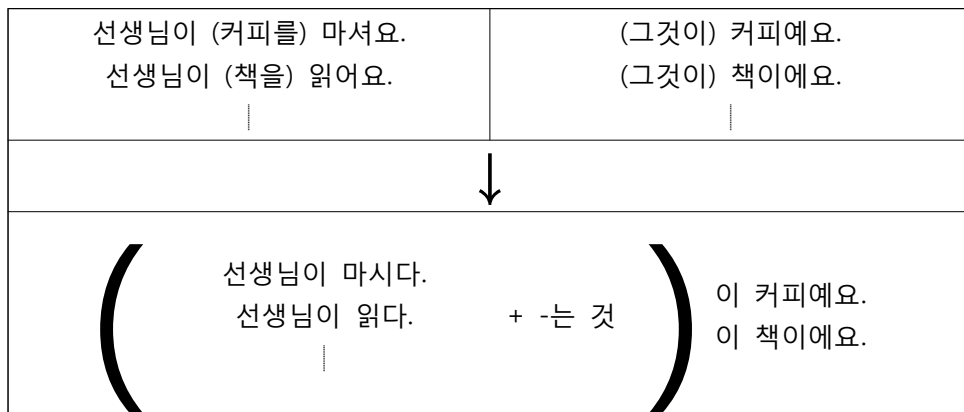 선생님이 (커피를) 마셔요.
선생님이 (책을) 읽어요.
(그것이) 커피예요.
(그것이) 책이에요.
↓
( 선생님이 마시다.
선생님이 읽다. + -는 것 )
이 커피예요.
이 책이에요.